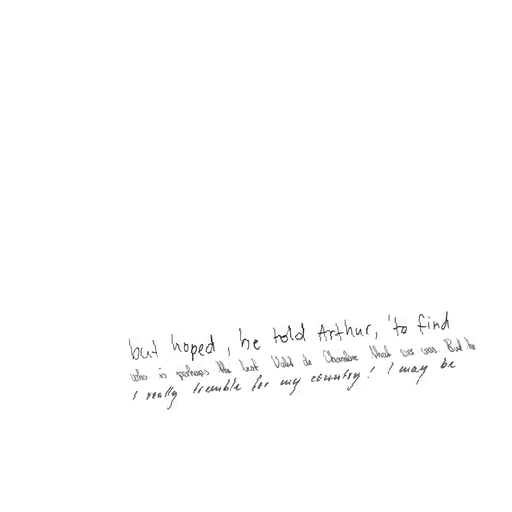 but hoped, he told Arthur, 'to find
who is perhaps the best Valet de Chambre that ever was. But he
I really tremble for my country! I may be